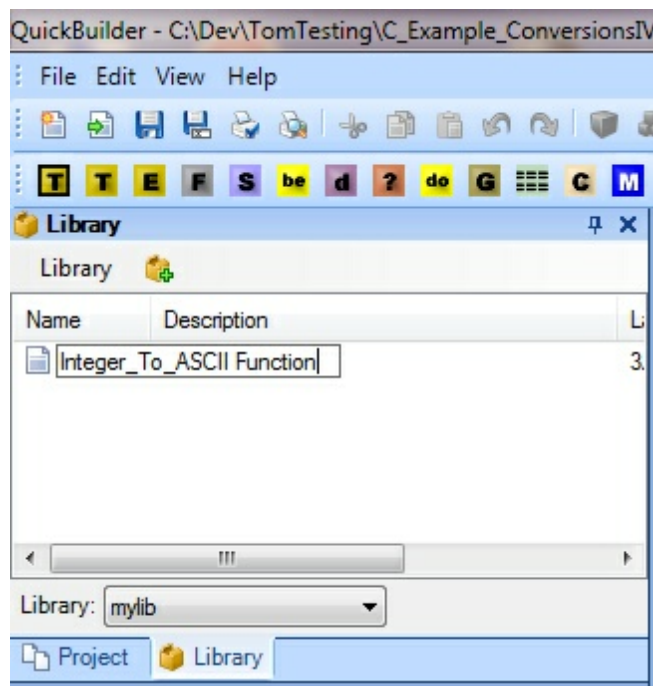 QuickBuilder - C:\Dev\TomTesting\C_Example_ConversionsIV
File Edit View Help
T T E F S be d ? do G C M
Library
Library
Name Description
Integer_To_ASCII Function 3.
Library: mylib
Project Library